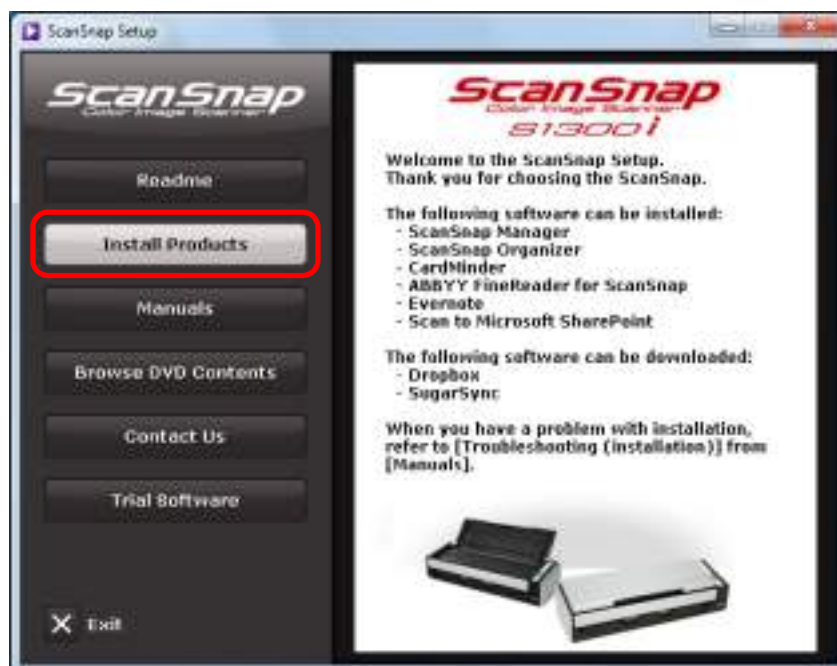 ScanSnap Setup
ScanSnap
Color Image Scanner
Readme
Install Products
Manuals
Browse DVD Contents
Contact Us
Trial Software
Exit
ScanSnap
Color Image Scanner
S1300i
Welcome to the ScanSnap Setup.
Thank you for choosing the ScanSnap.
The following software can be installed:
- ScanSnap Manager
- ScanSnap Organizer
- CardMinder
- ABBYY FineReader for ScanSnap
- Evernote
- Scan to Microsoft SharePoint
The following software can be downloaded:
- Dropbox
- SugarSync
When you have a problem with installation,
refer to [Troubleshooting (installation)] from
[Manuals].